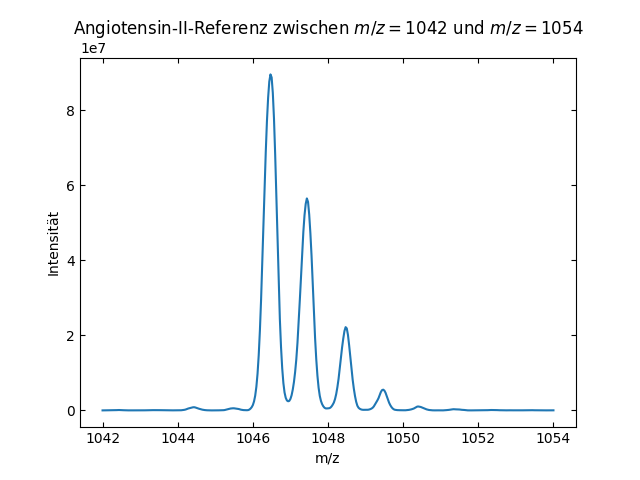 Angiotensin-II-Referenz zwischen m/z = 1042 und m/z = 1054
1e7
8
6
4
2
0
Intensität
1042 1044 1046 1048 1050 1052 1054
m/z